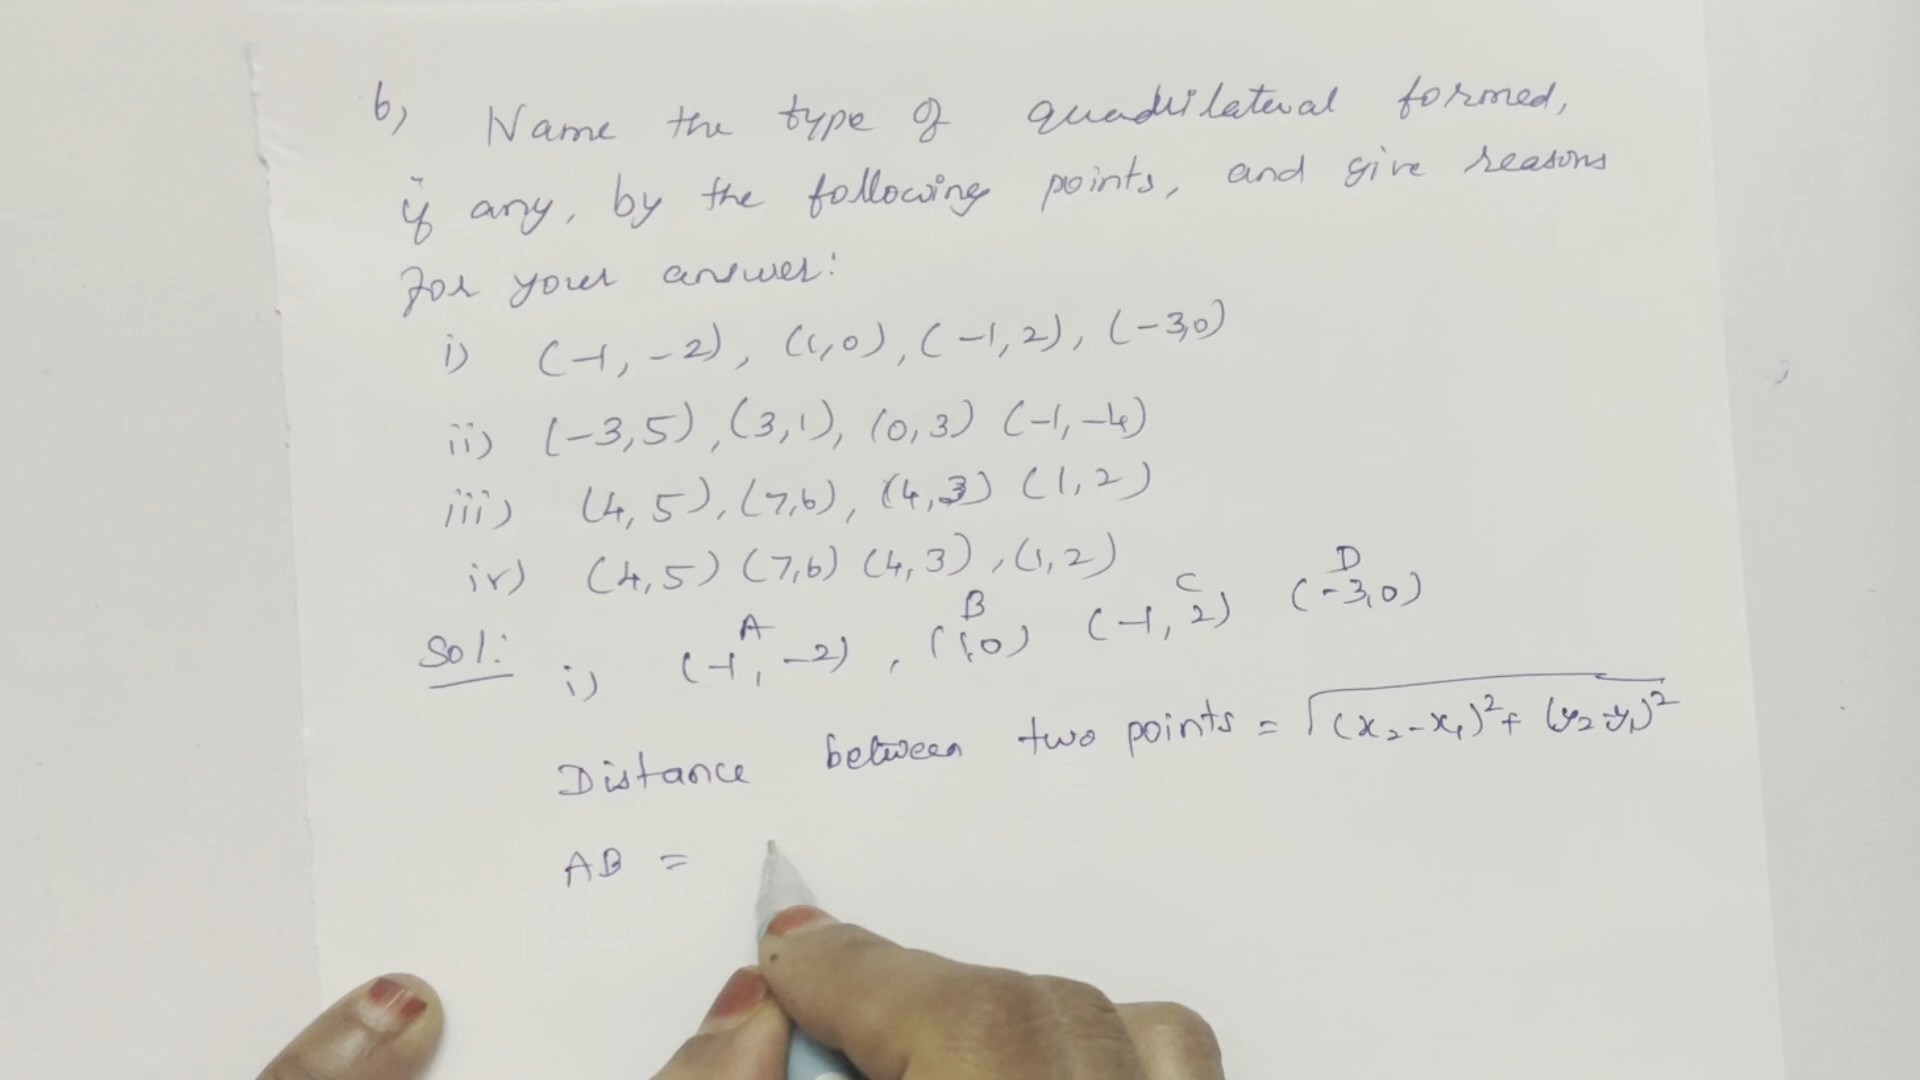 6) Name the type of quadrilateral formed,
if any, by the following points, and give reasons
for your answer:
i) (-1, -2), (1,0), (-1,2), (-3,0)
ii) (-3,5), (3,1), (0,3) (-1,-4)
iii) (4,5), (7,6), (4,3) (1,2)
iv) (4,5) (7,6) (4,3), (1,2)
A B C D
Sol: i) (-1, -2), (1,0) (-1,2) (-3,0)
Distance between two points = √(x₂-x₁)²+(y₂-y₁)²
AB =